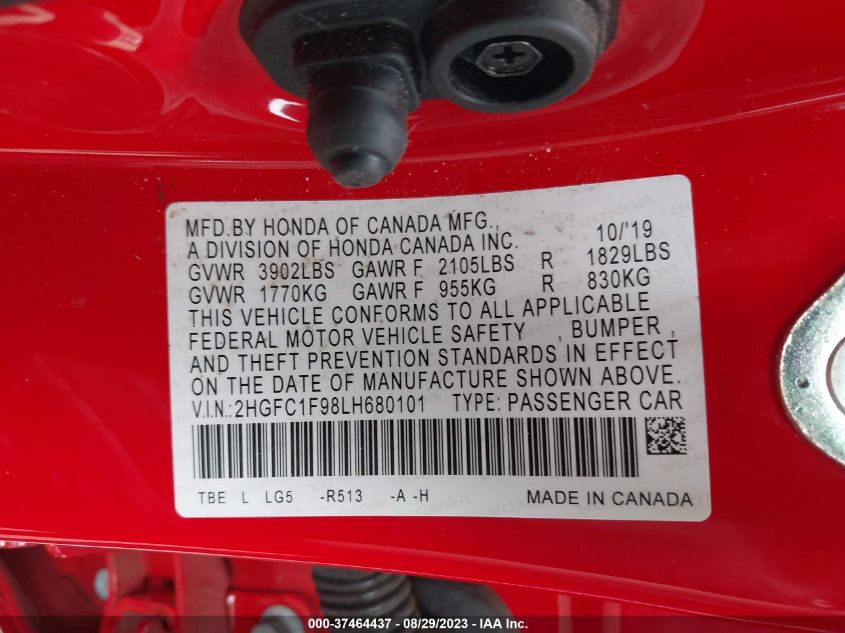 MFD.BY HONDA OF CANADA MFG., 10/'19
A DIVISION OF HONDA CANADA INC.
GVWR 3902LBS GAWR F 2105LBS R 1829LBS
GVWR 1770KG GAWR F 955KG R 830KG
THIS VEHICLE CONFORMS TO ALL APPLICABLE
FEDERAL MOTOR VEHICLE SAFETY , BUMPER ,
AND THEFT PREVENTION STANDARDS IN EFFECT
ON THE DATE OF MANUFACTURE SHOWN ABOVE.
V.I.N.:2HGFC1F98LH680101 TYPE: PASSENGER CAR
TBE L LG5 -R513 -A -H MADE IN CANADA
000-37464437 - 08/29/2023 - IAA Inc.